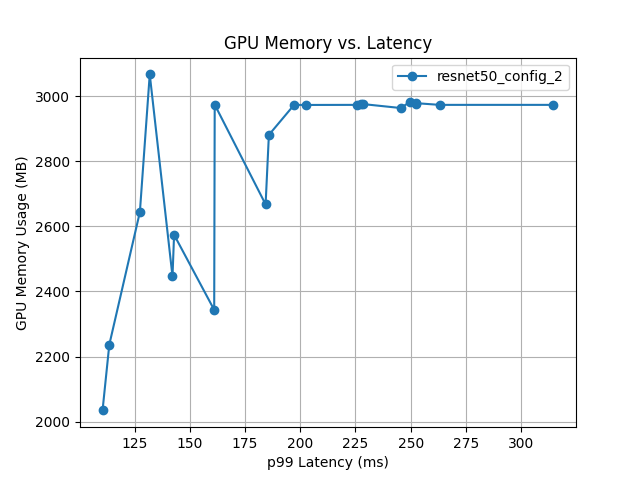 GPU Memory vs. Latency
resnet50_config_2
GPU Memory Usage (MB)
3000
2800
2600
2400
2200
2000
125 150 175 200 225 250 275 300
p99 Latency (ms)